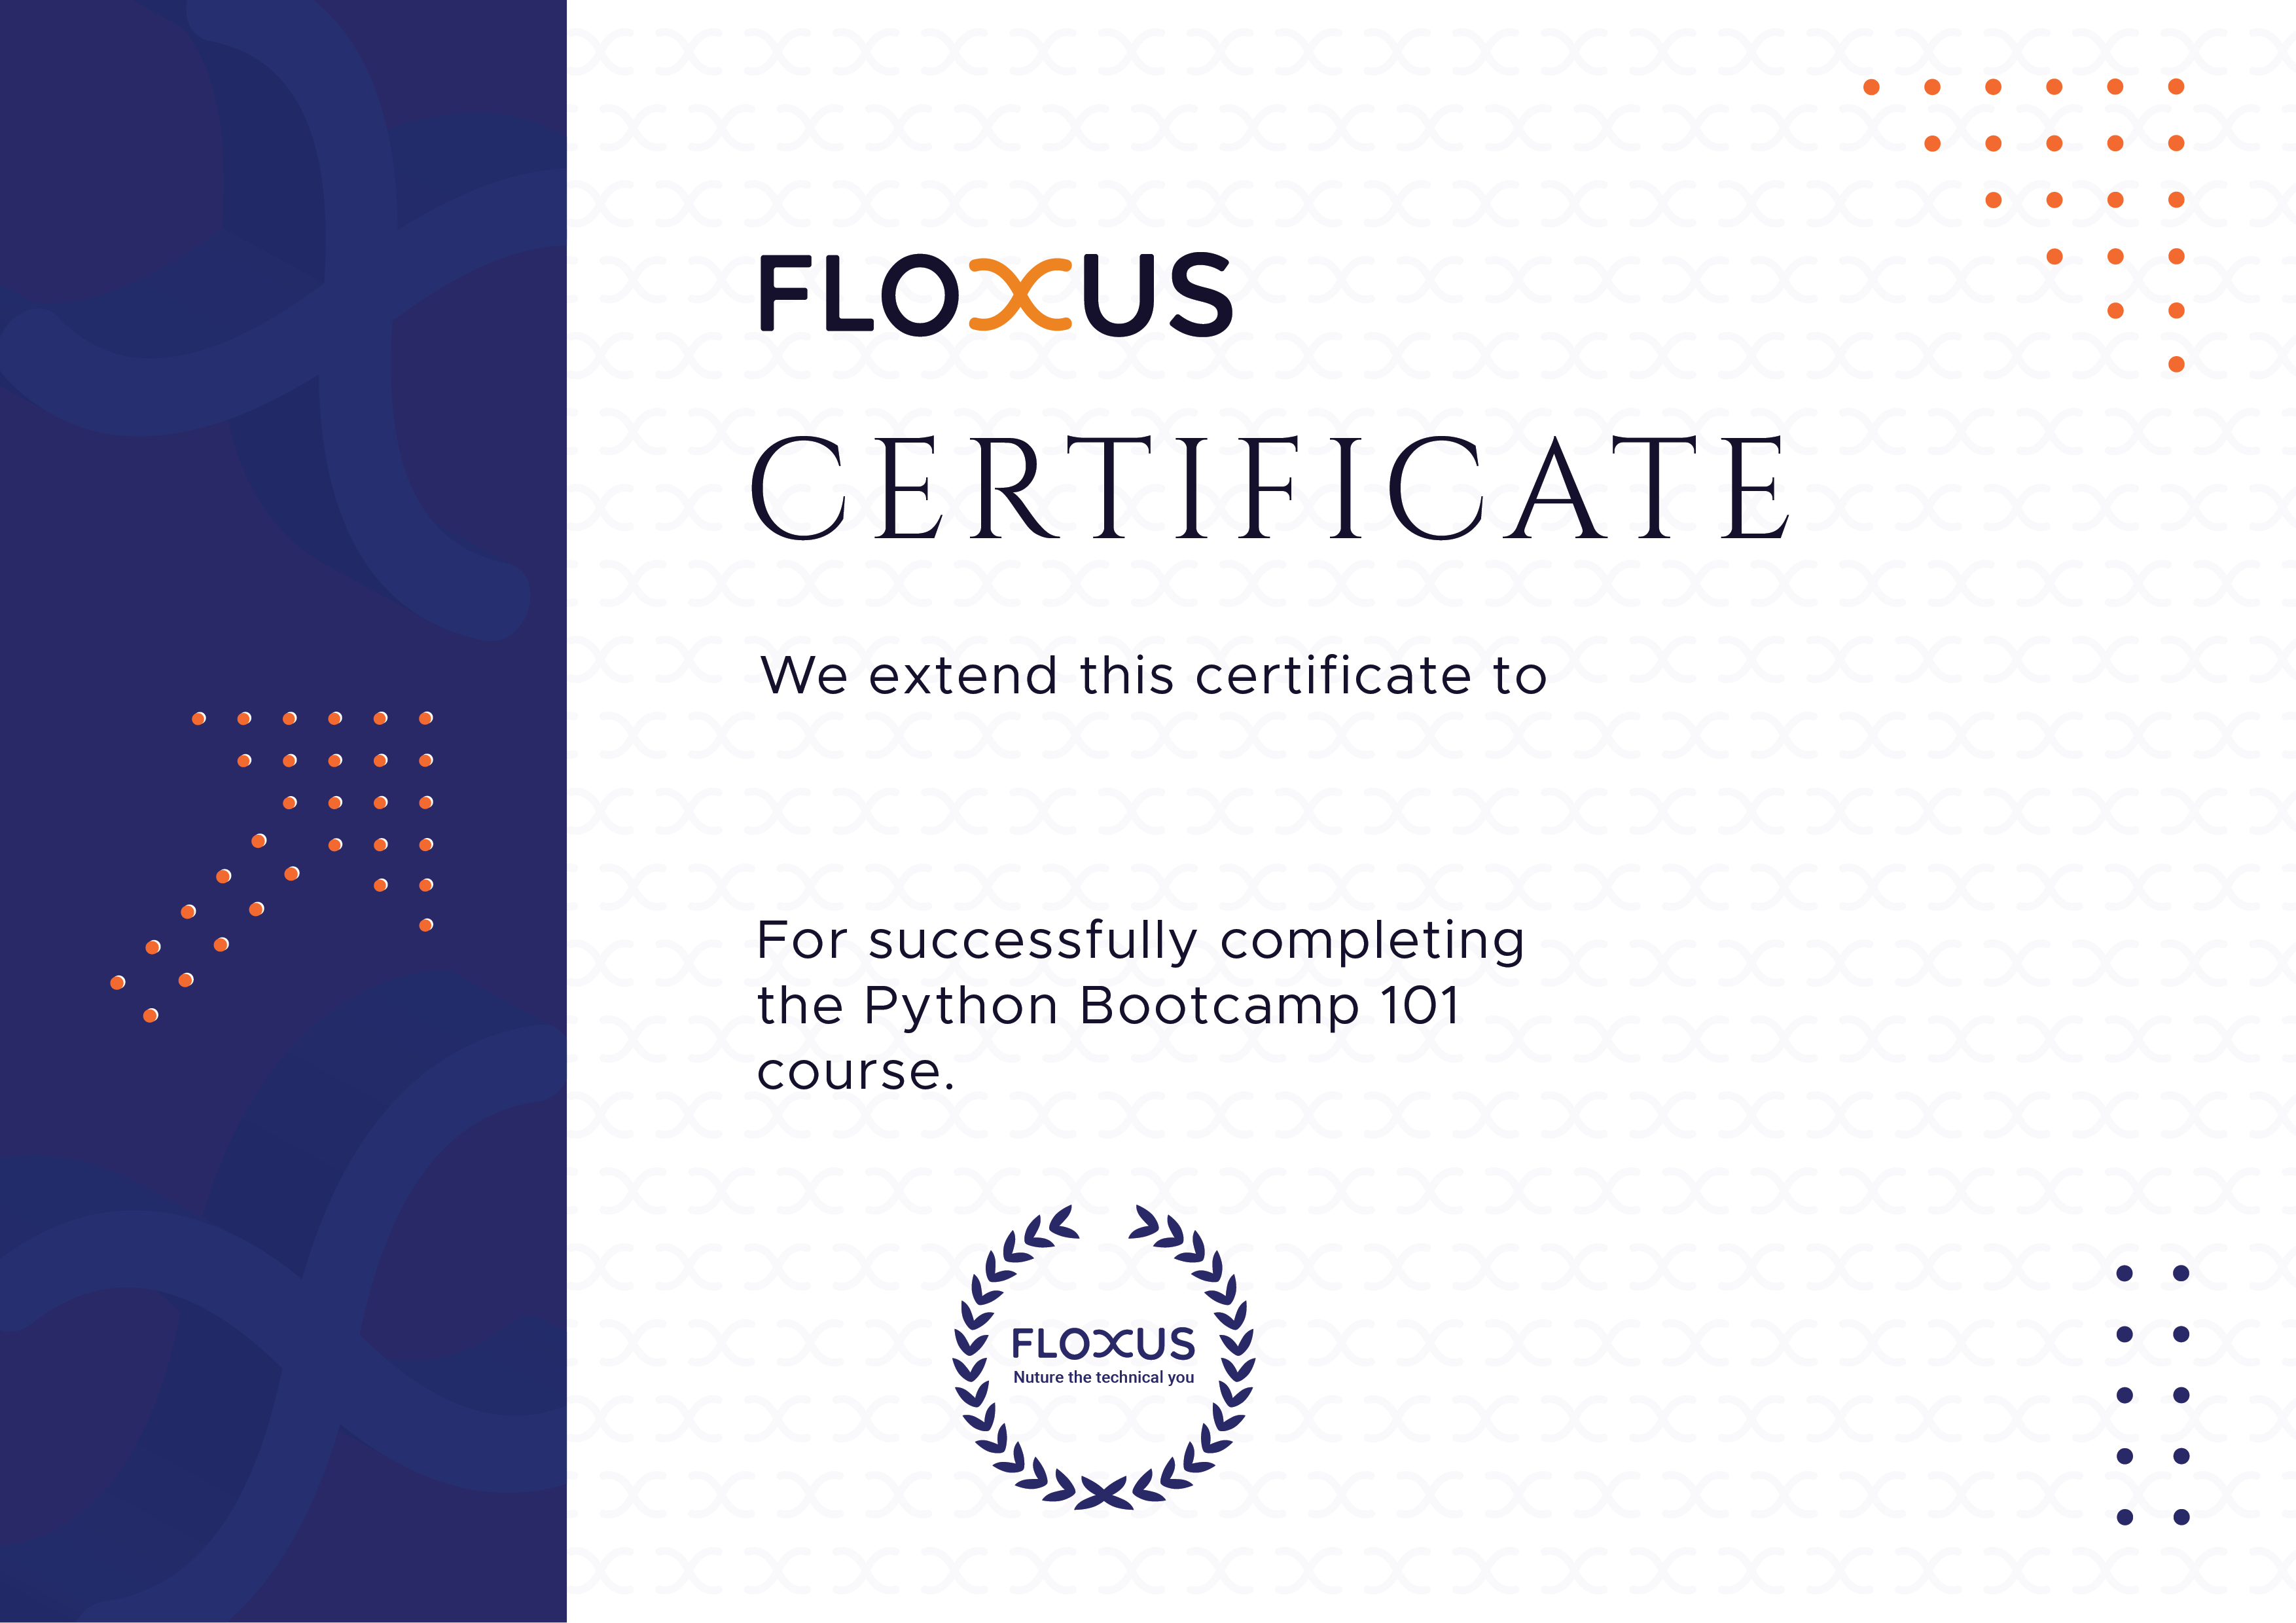 FLOXUS
CERTIFICATE
We extend this certificate to
For successfully completing
the Python Bootcamp 101
course.
FLOXUS
Nuture the technical you